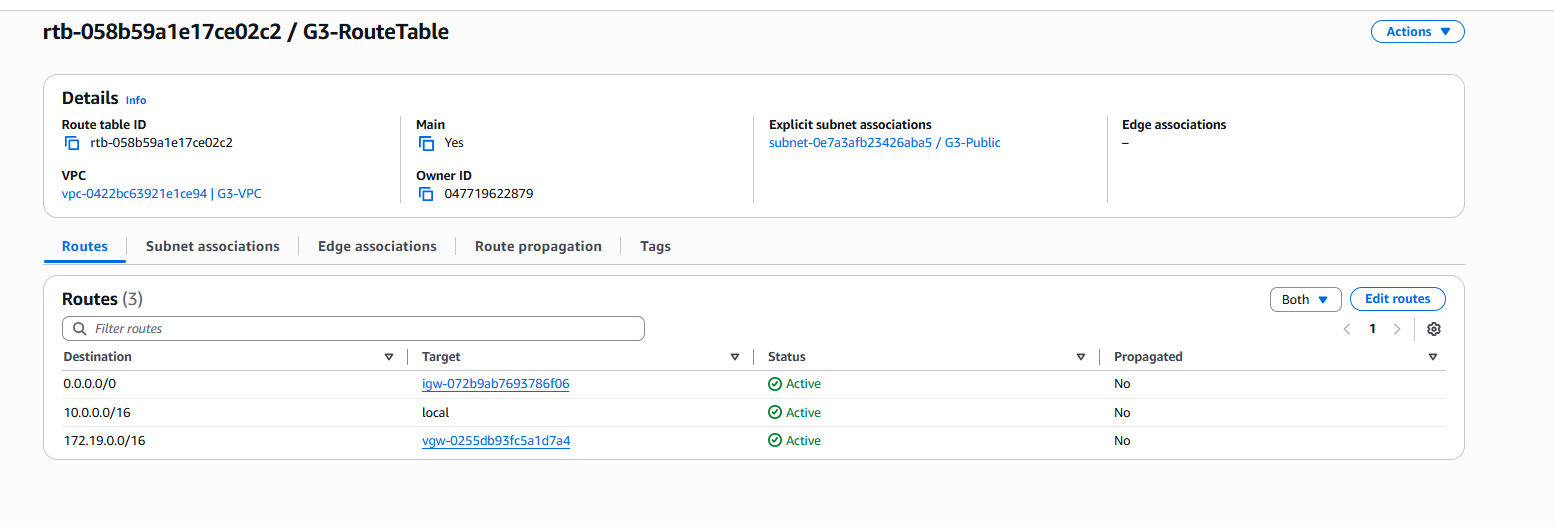 rtb-058b59a1e17ce02c2 / G3-RouteTable
Actions
Details Info
Route table ID
rtb-058b59a1e17ce02c2
Main
Yes
Explicit subnet associations
subnet-0e7a3afb23426aba5 / G3-Public
Edge associations
–
VPC
vpc-0422bc63921e1ce94 | G3-VPC
Owner ID
047719622879
Routes
Subnet associations
Edge associations
Route propagation
Tags
Routes (3)
Both
Edit routes
Filter routes
1
Destination Target Status Propagated
0.0.0.0/0 igw-072b9ab7693786f06 Active No
10.0.0.0/16 local Active No
172.19.0.0/16 vgw-0255db93fc5a1d7a4 Active No